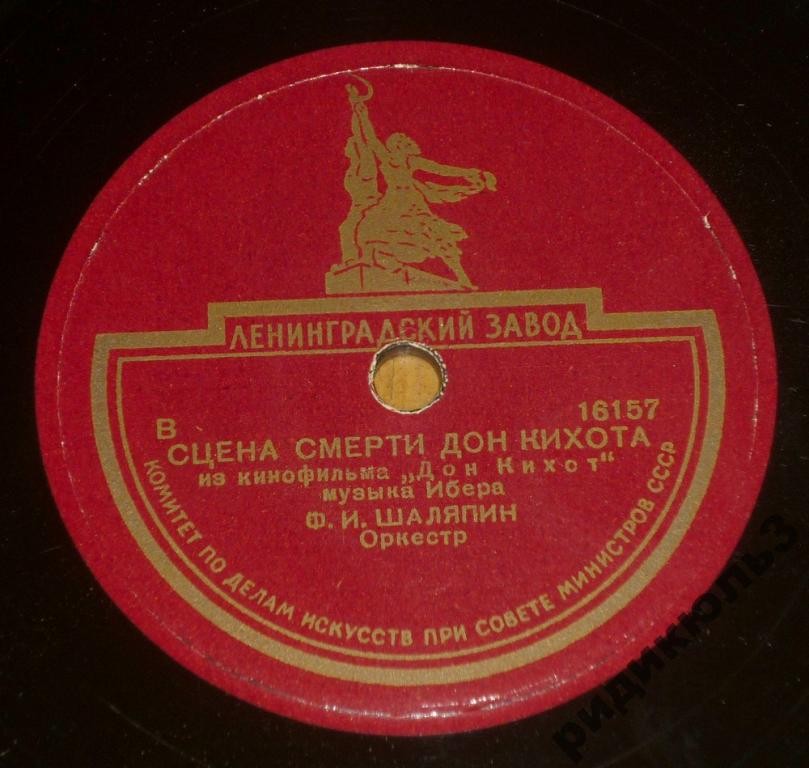 ЛЕНИНГРАДСКИЙ ЗАВОД
В 16157
СЦЕНА СМЕРТИ ДОН КИХОТА
из кинофильма „Дон Кихот“
музыка Ибера
Ф. И. ШАЛЯПИН
Оркестр
КОМИТЕТ ПО ДЕЛАМ ИСКУССТВ ПРИ СОВЕТЕ МИНИСТРОВ СССР
ридикюль3